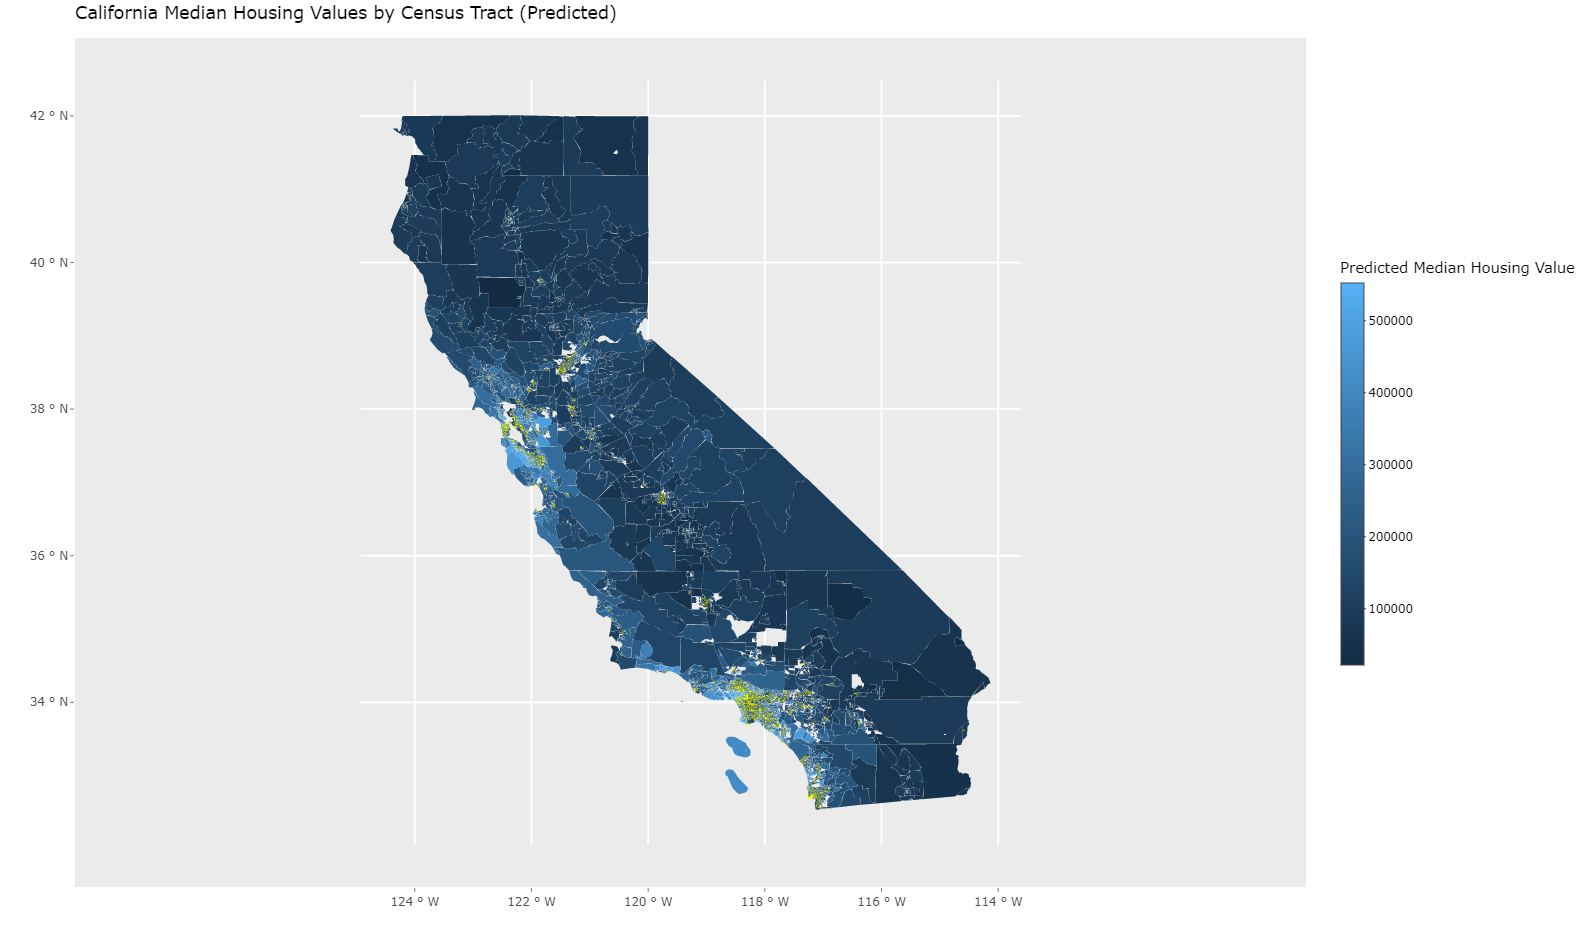 California Median Housing Values by Census Tract (Predicted)
42 ° N
40 ° N
38 ° N
36 ° N
34 ° N
124 ° W
122 ° W
120 ° W
118 ° W
116 ° W
114 ° W
Predicted Median Housing Value
500000
400000
300000
200000
100000